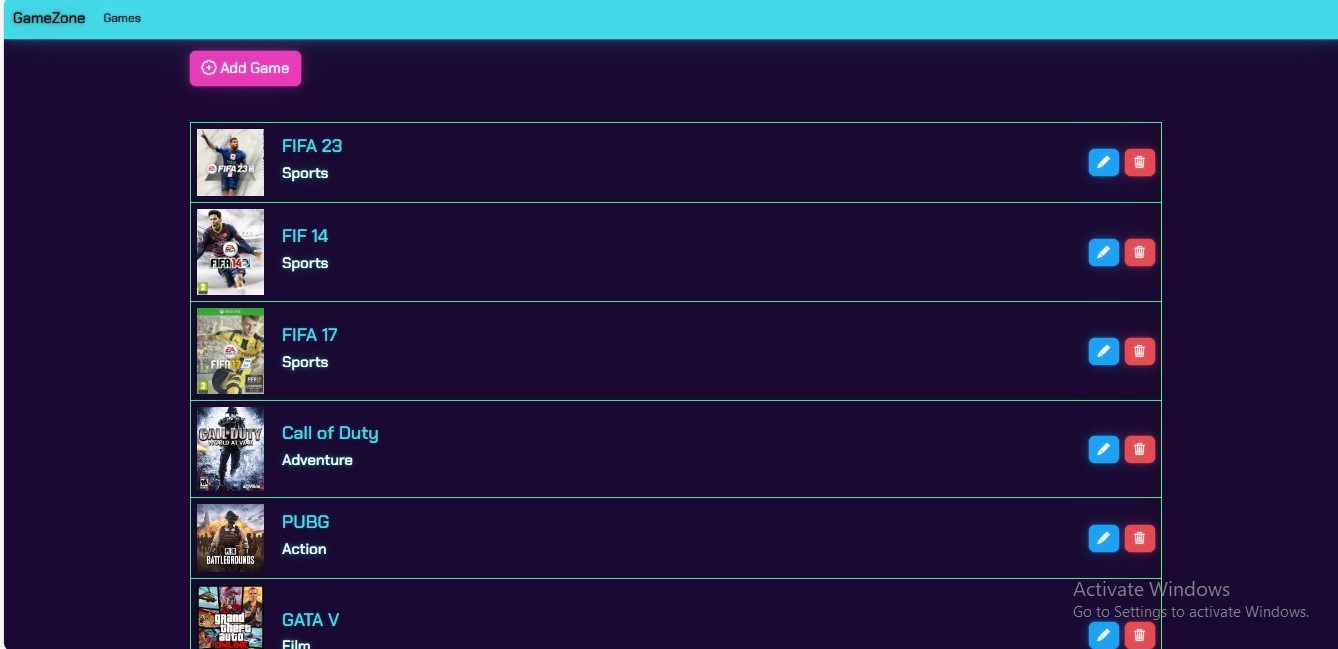 GameZone Games
Add Game
FIFA 23
Sports
FIFA 23
FIF 14
Sports
FIFA 14
3
FIFA 17
Sports
FIFA 17
3
Call of Duty
Adventure
CALL DUTY
WORLD AT WAR
PUBG
Action
BATTLEGROUNDS
GATA V
Film
grand
theft
auto
ONLINE
Activate Windows
Go to Settings to activate Windows.